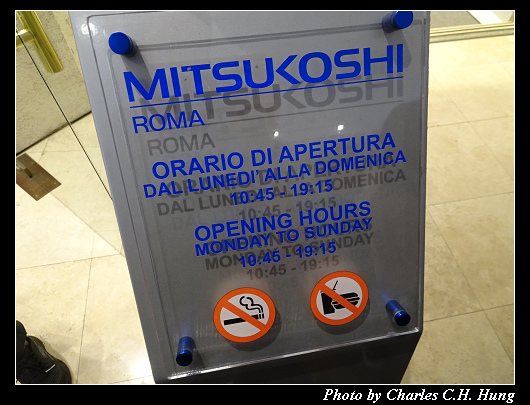 MITSUKOSHI
ROMA
ORARIO DI APERTURA
DAL LUNEDI' ALLA DOMENICA
10:45 - 19:15
OPENING HOURS
MONDAY TO SUNDAY
10:45 - 19:15
Photo by Charles C.H. Hung